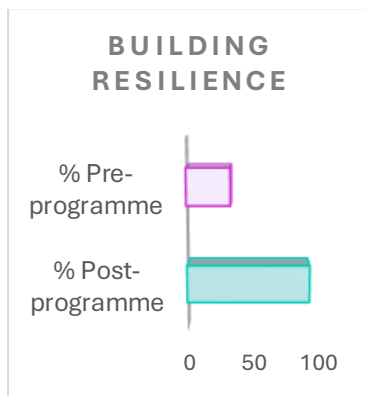 BUILDING
RESILIENCE
% Pre-
programme
% Post-
programme
0 50 100